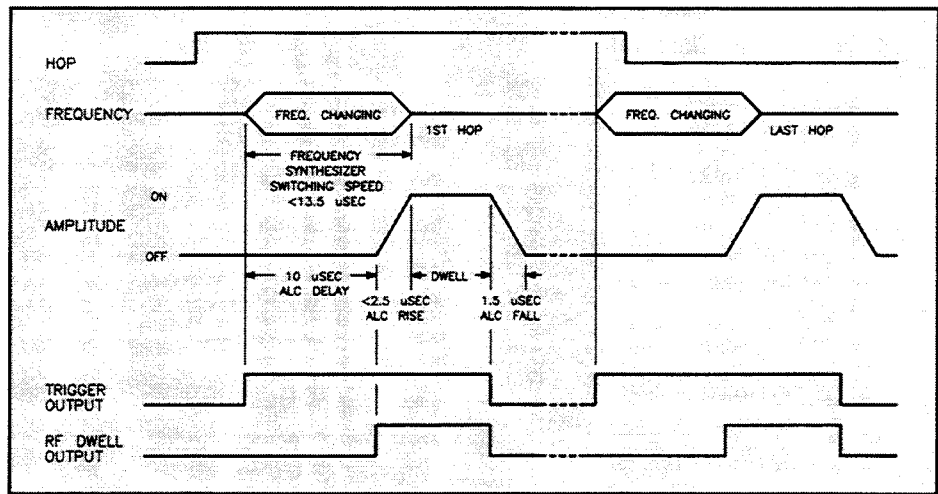 HOP
FREQUENCY
FREQ. CHANGING
1ST HOP
FREQ. CHANGING
LAST HOP
FREQUENCY
SYNTHESIZER
SWITCHING SPEED
<13.5 uSEC
ON
AMPLITUDE
OFF
10 uSEC
ALC DELAY
<2.5 uSEC
ALC RISE
DWELL
1.5 uSEC
ALC FALL
TRIGGER
OUTPUT
RF DWELL
OUTPUT